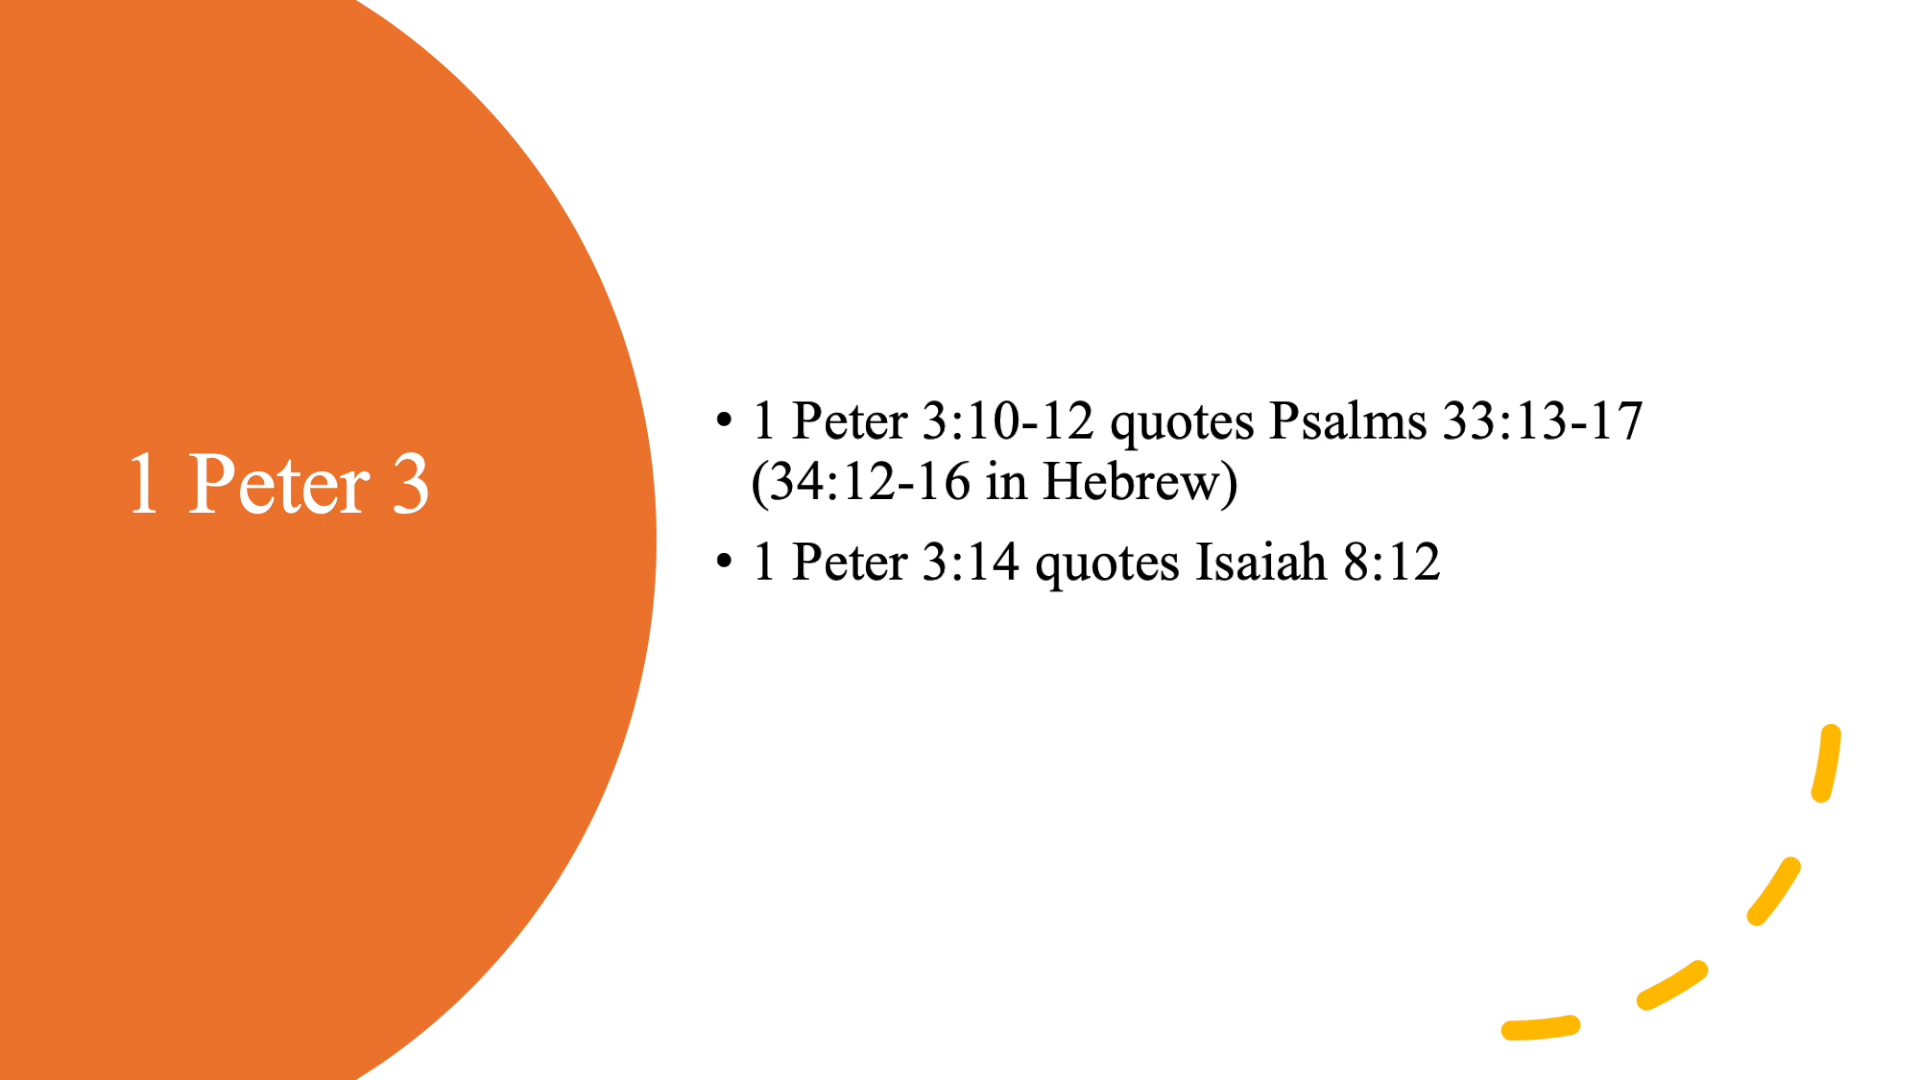 1 Peter 3
• 1 Peter 3:10-12 quotes Psalms 33:13-17
(34:12-16 in Hebrew)
• 1 Peter 3:14 quotes Isaiah 8:12